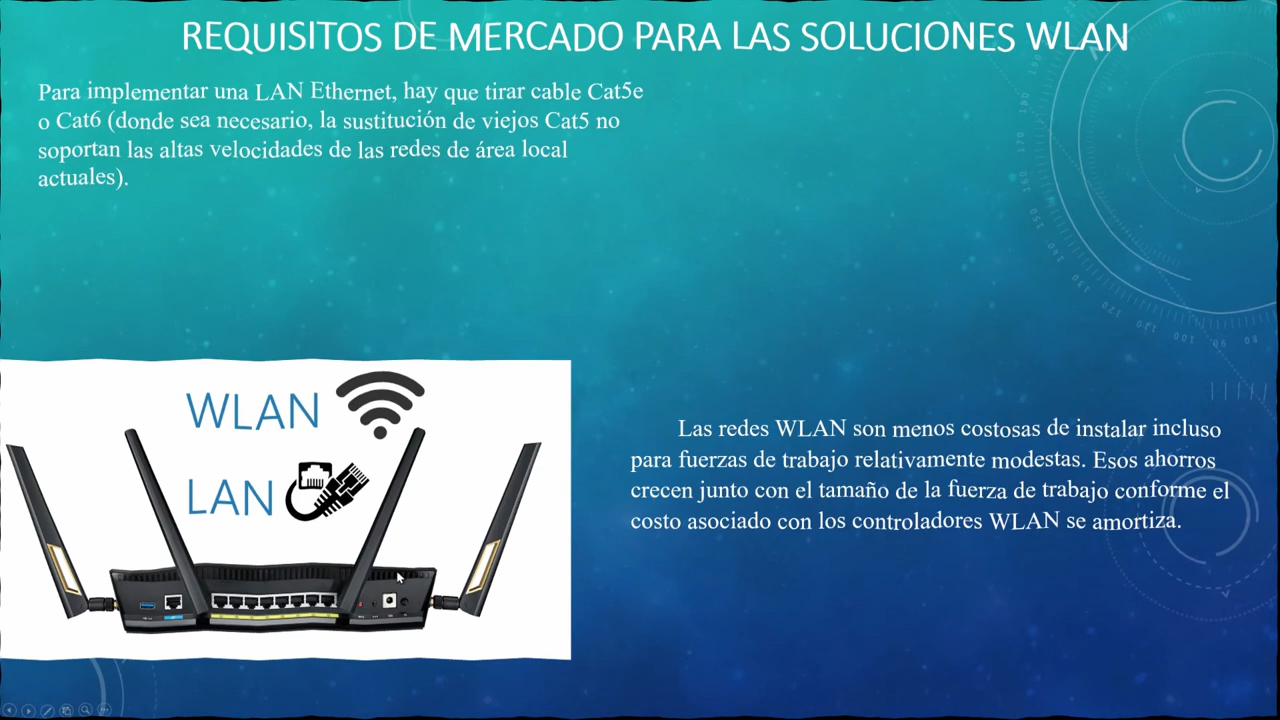 REQUISITOS DE MERCADO PARA LAS SOLUCIONES WLAN
Para implementar una LAN Ethernet, hay que tirar cable Cat5e
o Cat6 (donde sea necesario, la sustitución de viejos Cat5 no
soportan las altas velocidades de las redes de área local
actuales).
WLAN
LAN
Las redes WLAN son menos costosas de instalar incluso
para fuerzas de trabajo relativamente modestas. Esos ahorros
crecen junto con el tamaño de la fuerza de trabajo conforme el
costo asociado con los controladores WLAN se amortiza.